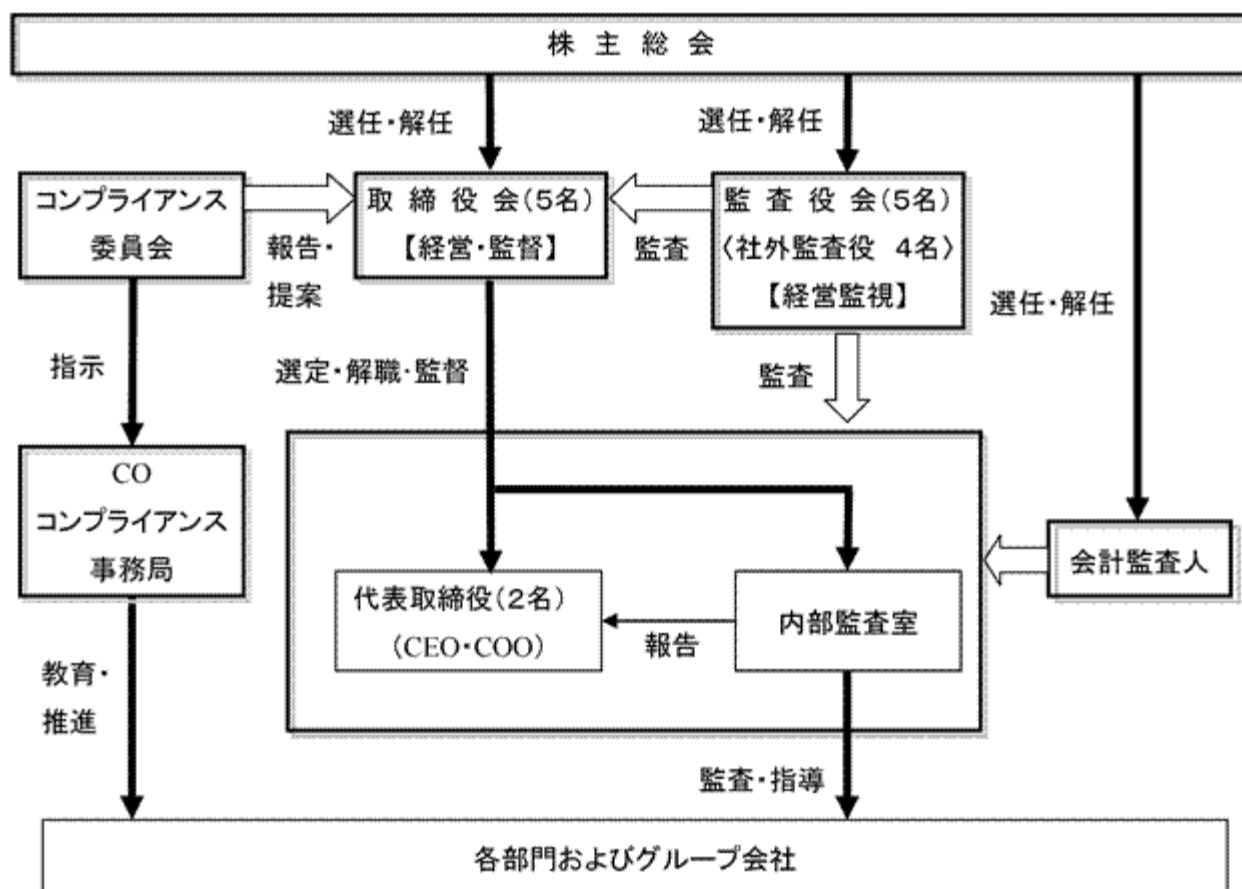 株主総会
選任・解任
選任・解任
コンプライアンス
委員会
報告・
提案
取締役会(5名)
【経営・監督】
監査
監査役会(5名)
〈社外監査役 4名〉
【経営監視】
選任・解任
指示
選定・解職・監督
監査
CO
コンプライアンス
事務局
代表取締役(2名)
(CEO・COO)
報告
内部監査室
会計監査人
教育・
推進
監査・指導
各部門およびグループ会社